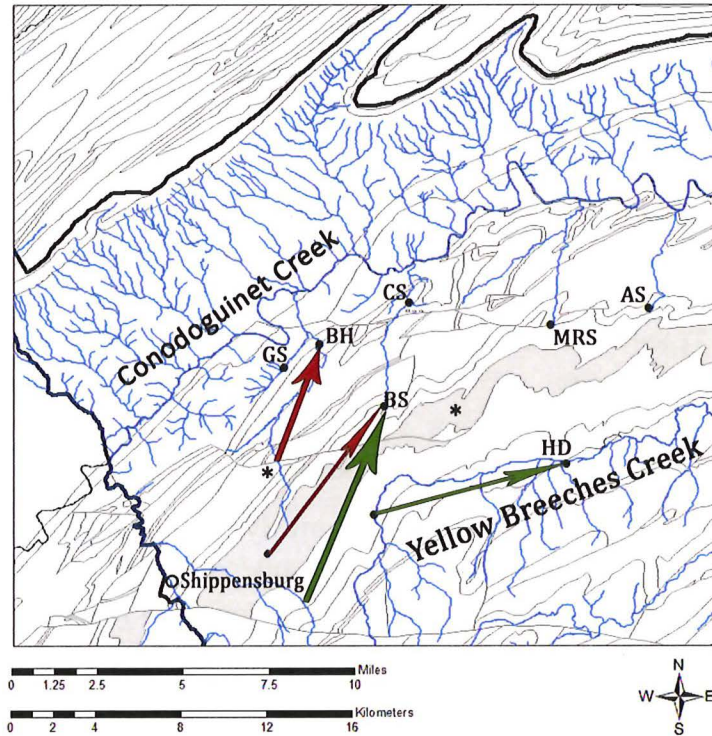 Conodoguinet Creek
CS
AS
BH
MRS
GS
BS
*
HD
*
Yellow Breeches Creek
Shippensburg
Miles
0 1.25 2.5 5 7.5 10
Kilometers
0 2 4 8 12 16
N
W E
S